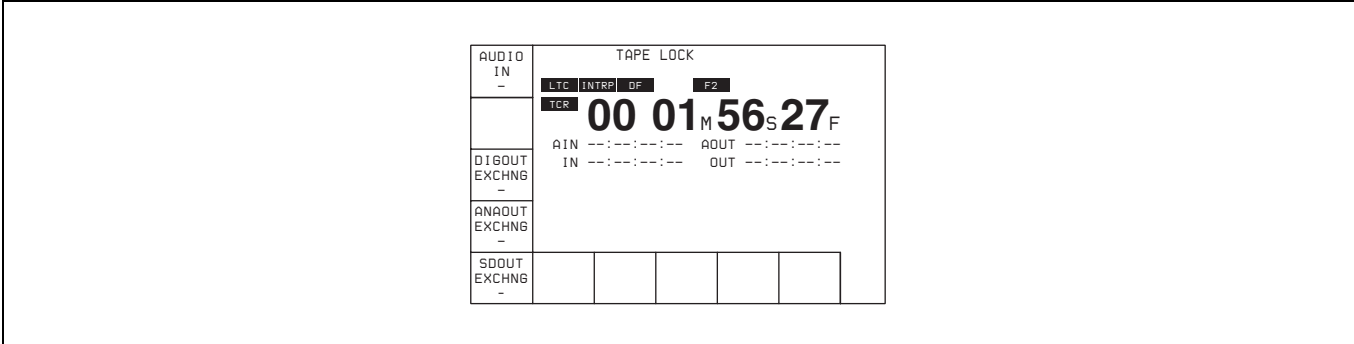 AUDIO
IN
-
TAPE LOCK
LTC INTRP DF F2
TCR 00 01M56S27F
AIN --:--:--:-- AOUT --:--:--:--
IN --:--:--:-- OUT --:--:--:--
DIGOUT
EXCHNG
-
ANAOUT
EXCHNG
-
SDOUT
EXCHNG
-